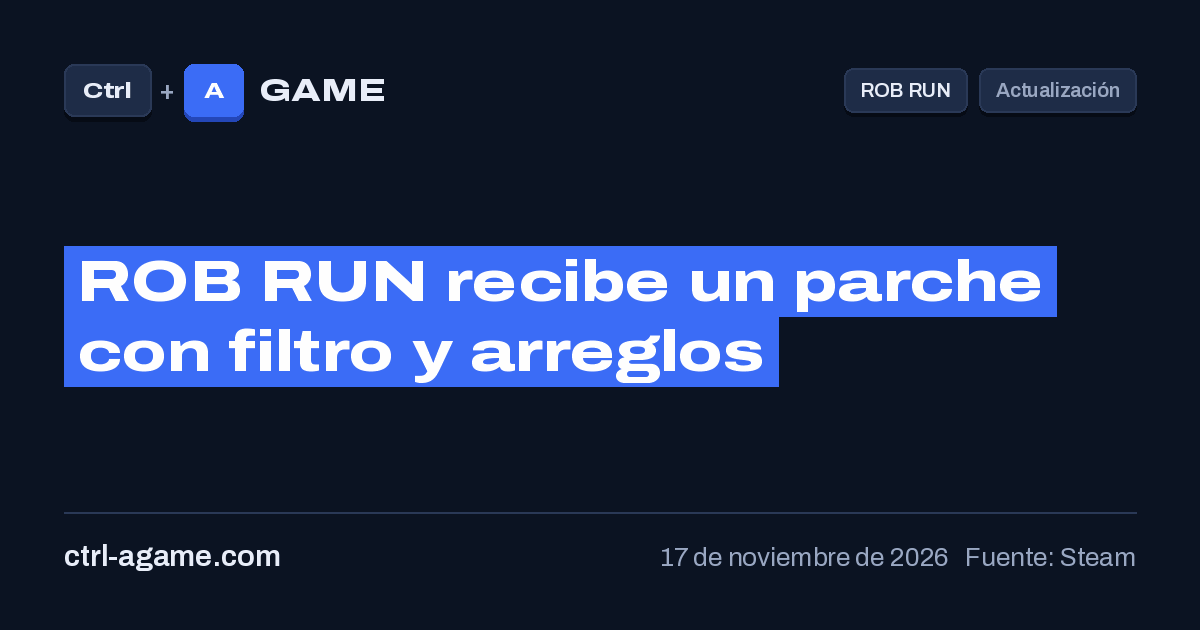 Ctrl + A GAME
ROB RUN Actualización
ROB RUN recibe un parche
con filtro y arreglos
ctrl-agame.com
17 de noviembre de 2026 Fuente: Steam